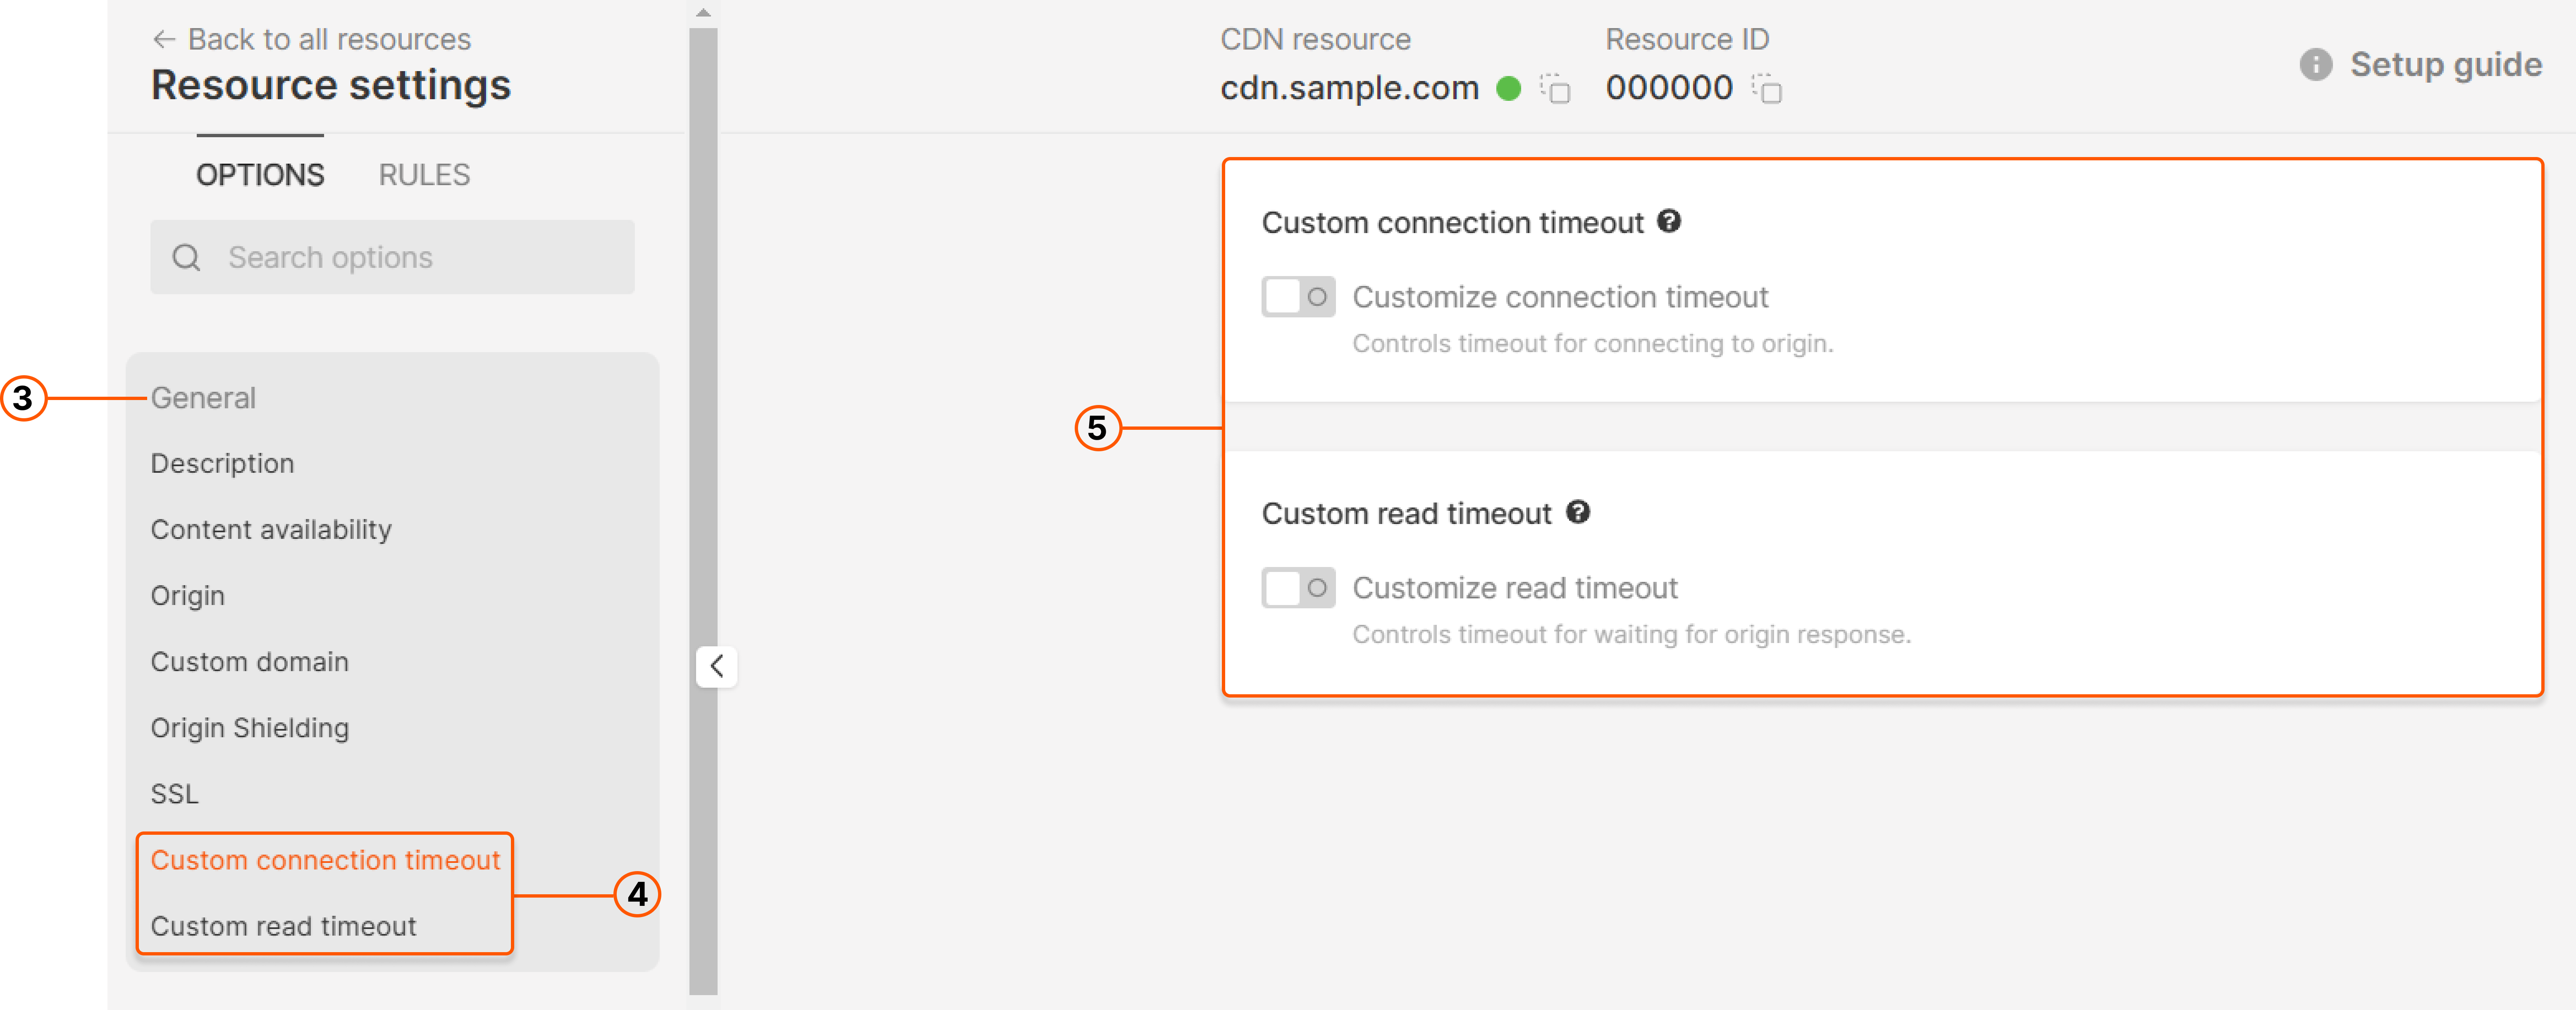 Back to all resources
Resource settings
CDN resource
Resource ID
cdn.sample.com
000000
Setup guide
OPTIONS
RULES
Search options
3
General
Description
Content availability
Origin
Custom domain
Origin Shielding
SSL
Custom connection timeout
Custom read timeout
4
5
Custom connection timeout
Customize connection timeout
Controls timeout for connecting to origin.
Custom read timeout
Customize read timeout
Controls timeout for waiting for origin response.